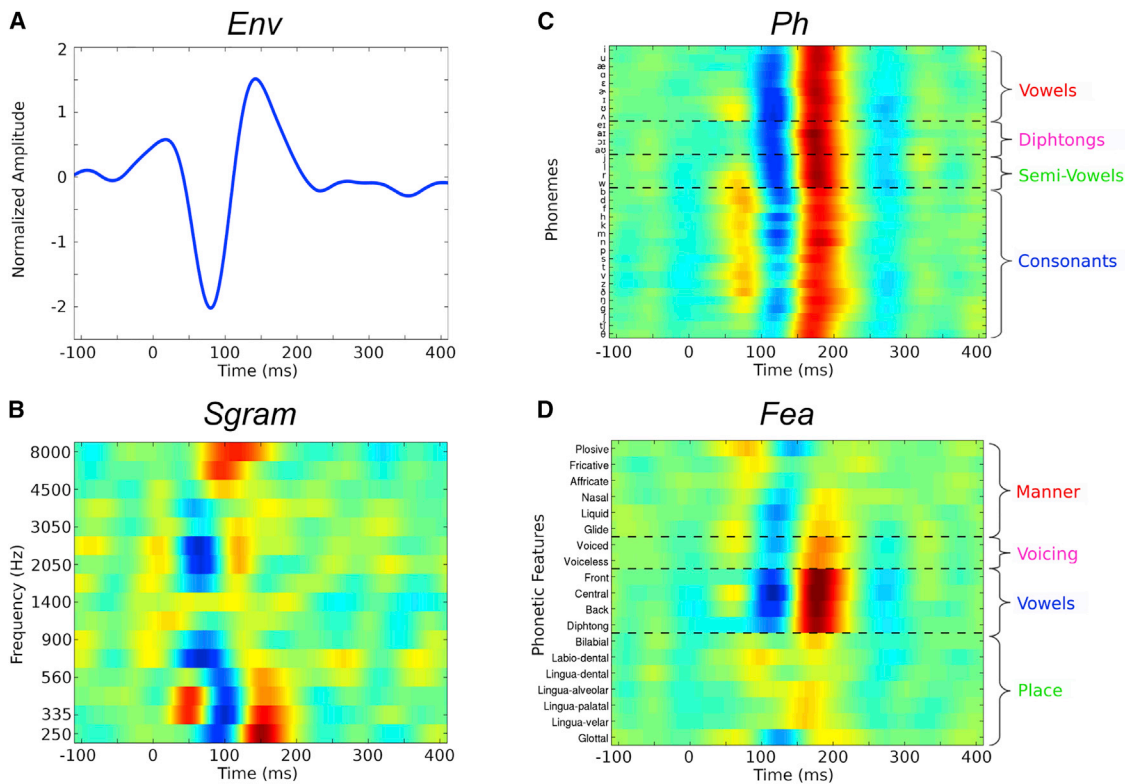 A
Env
Normalized Amplitude
2
1
0
-1
-2
-100 0 100 200 300 400
Time (ms)
B
Sgram
Frequency (Hz)
8000
4500
3050
2050
1400
900
560
335
250
-100 0 100 200 300 400
Time (ms)
C
Ph
Phonemes
i
u
æ
ɑ
ɛ
ɚ
ɪ
ʊ
ʌ
eɪ
aɪ
ɔɪ
aʊ
j
l
r
w
b
d
f
h
k
m
n
p
s
t
v
z
ð
ŋ
g
θ
Vowels
Diphtongs
Semi-Vowels
Consonants
-100 0 100 200 300 400
Time (ms)
D
Fea
Phonetic Features
Plosive
Fricative
Affricate
Nasal
Liquid
Glide
Voiced
Voiceless
Front
Central
Back
Diphtong
Bilabial
Labio-dental
Lingua-dental
Lingua-alveolar
Lingua-palatal
Lingua-velar
Glottal
Manner
Voicing
Vowels
Place
-100 0 100 200 300 400
Time (ms)